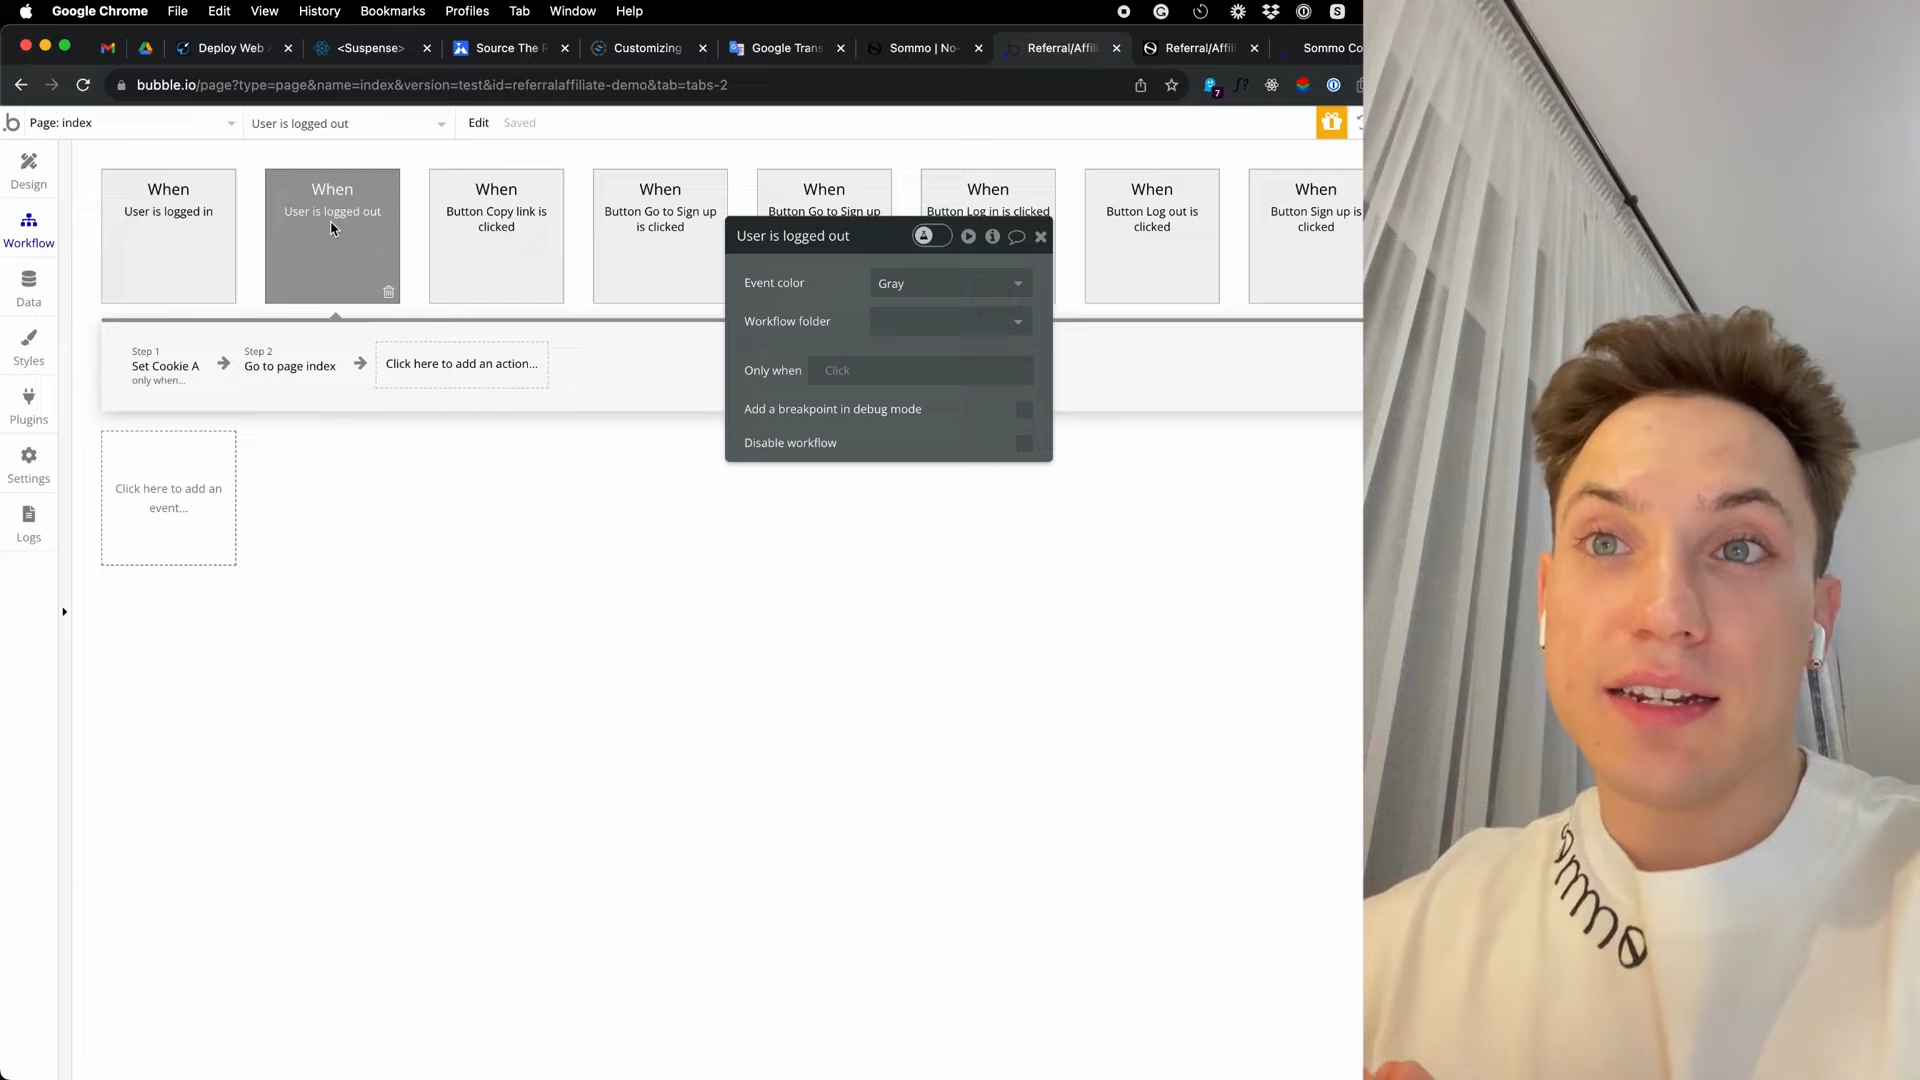 Google Chrome File Edit View History Bookmarks Profiles Tab Window Help
Deploy Web <Suspense> Source The Customizing Google Trans Sommo | No- Referral/Affili Referral/Affili Sommo Co
bubble.io/page?type=page&name=index&version=test&id=referralaffiliate-demo&tab=tabs-2
7
Page: index User is logged out Edit Saved
Design
Workflow
Data
Styles
Plugins
Settings
Logs
When
User is logged in
When
User is logged out
When
Button Copy link is
clicked
When
Button Go to Sign up
is clicked
When
Button Go to Sign up
When
Button Log in is clicked
When
Button Log out is
clicked
When
Button Sign up is
clicked
User is logged out
Event color Gray
Workflow folder
Only when Click
Add a breakpoint in debug mode
Disable workflow
Step 1
Set Cookie A
only when...
Step 2
Go to page index
Click here to add an action...
Click here to add an
event...
sommo